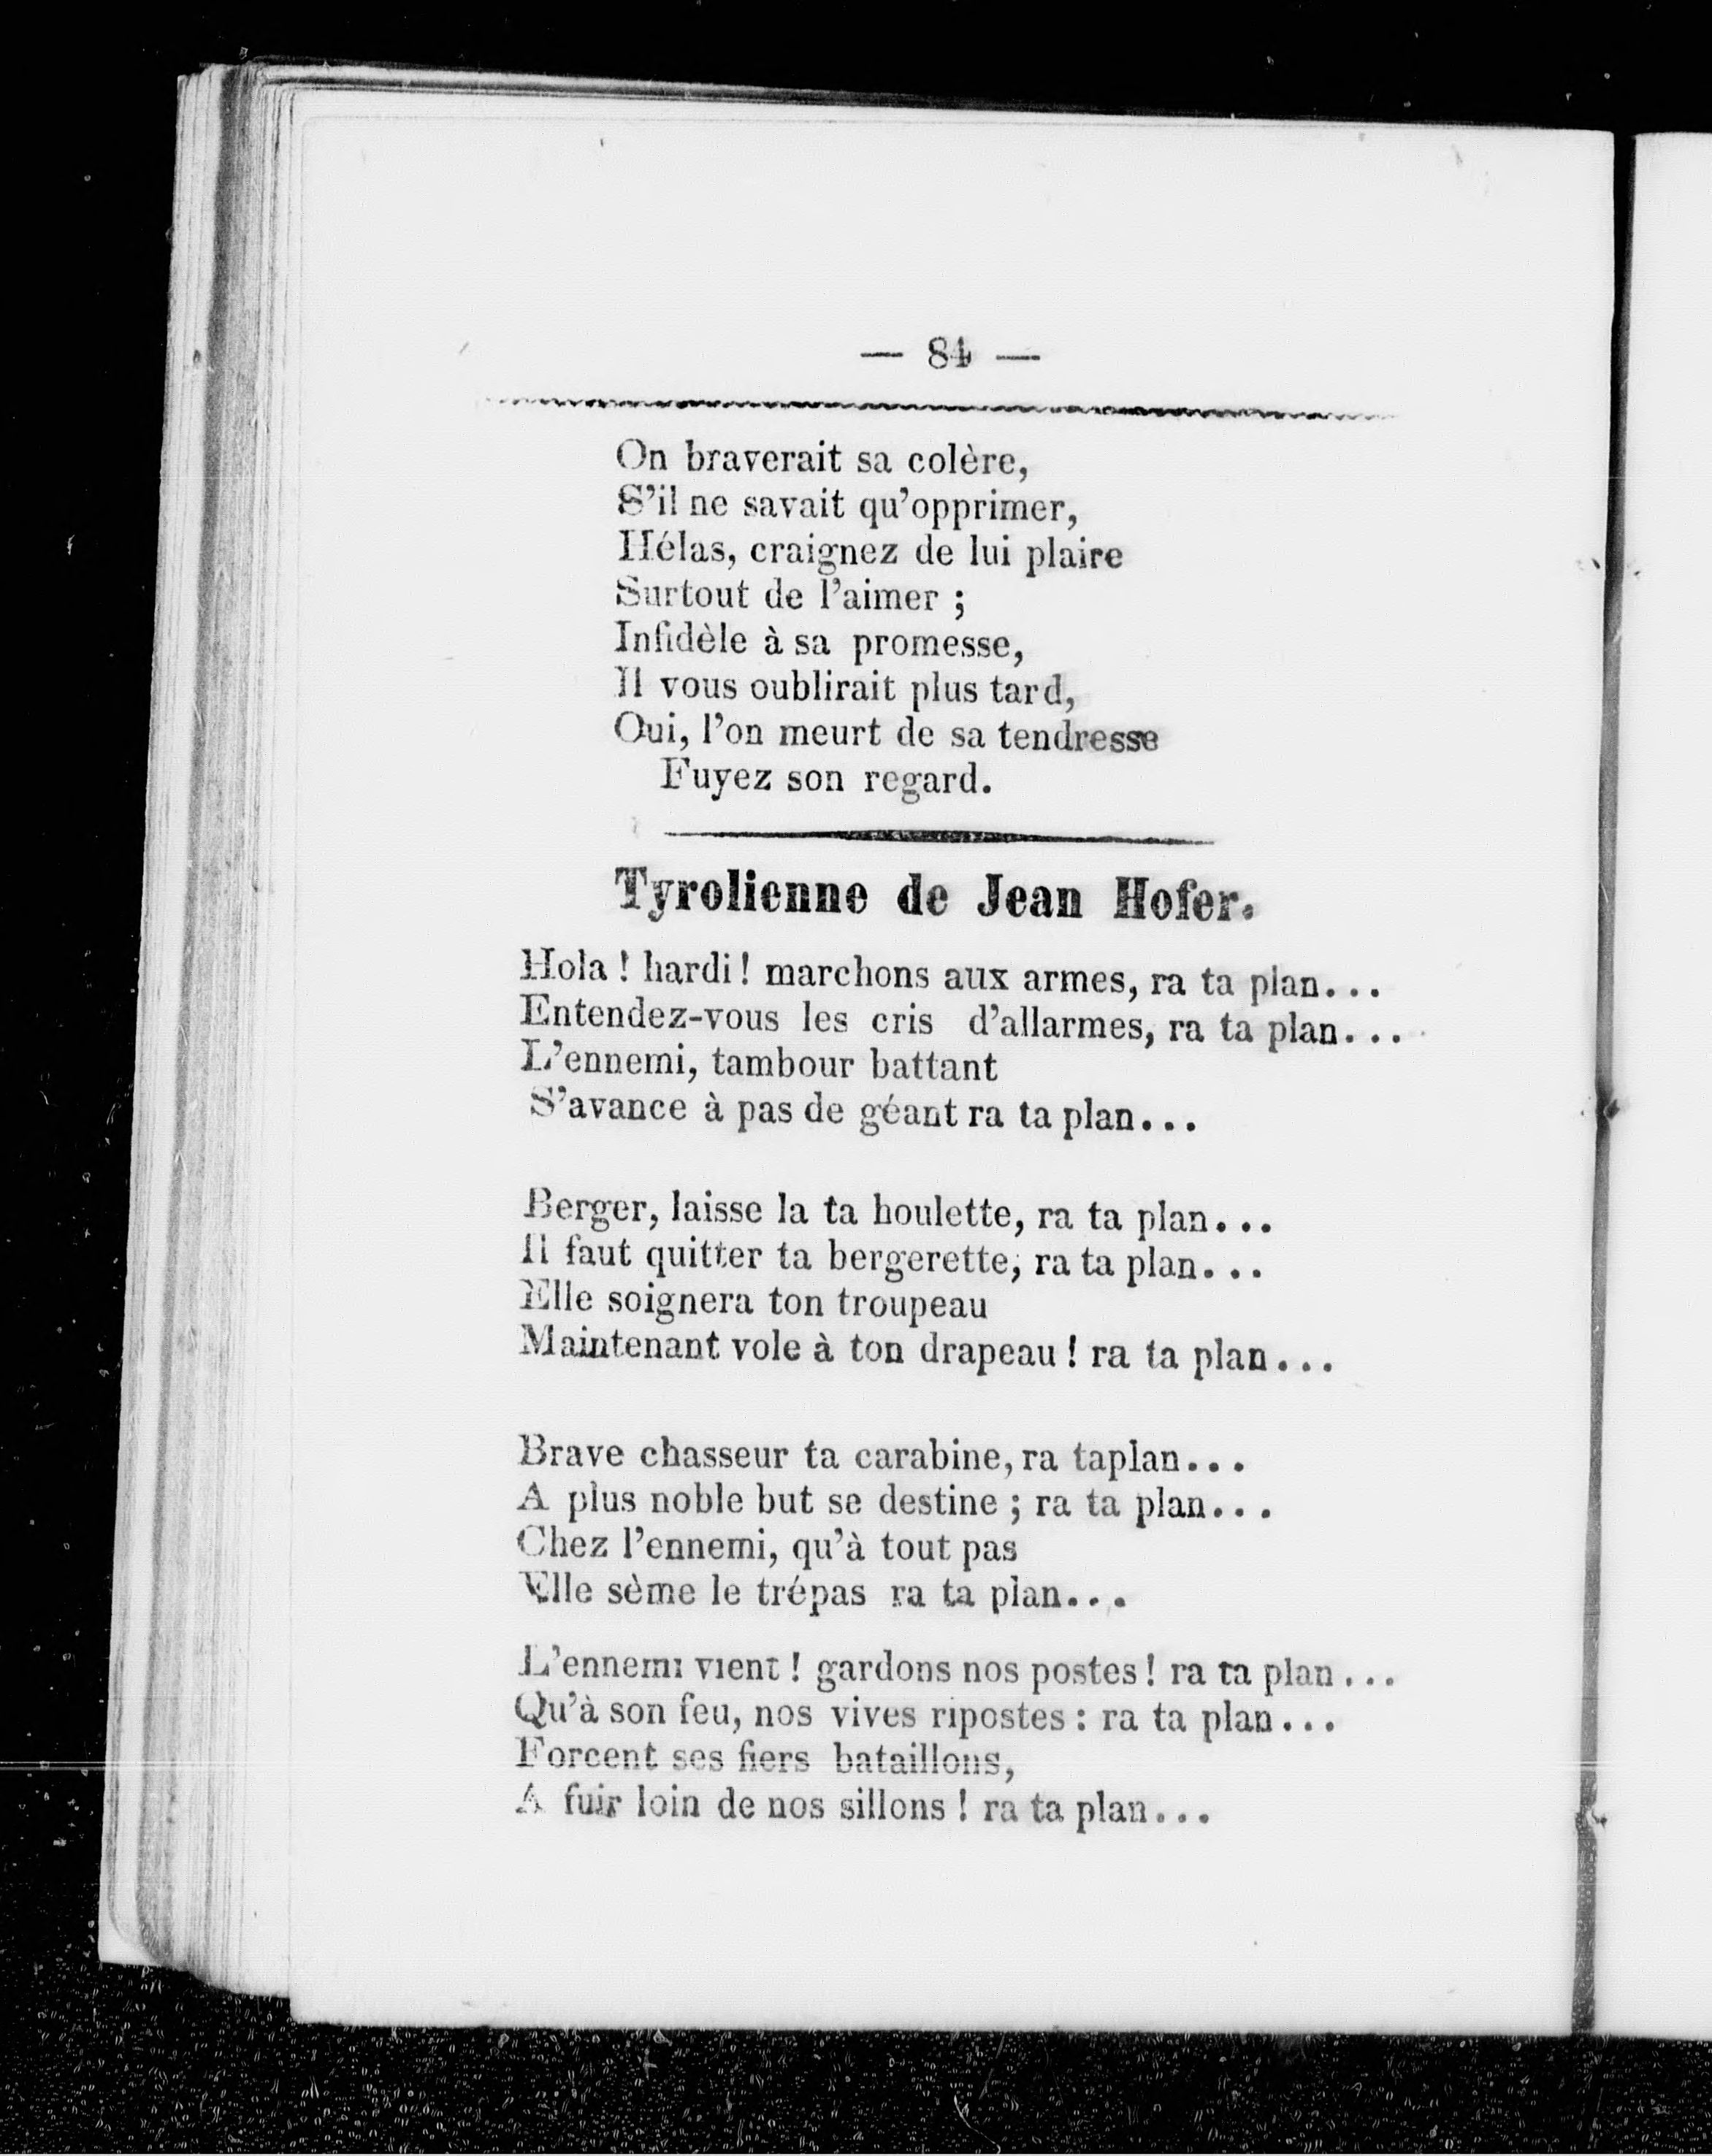 — 84 —
On braverait sa colère,
S'il ne savait qu'opprimer,
Hélas, craignez de lui plaire
Surtout de l'aimer ;
Infidèle à sa promesse,
Il vous oublirait plus tard,
Oui, l'on meurt de sa tendresse
Fuyez son regard.
Tyrolienne de Jean Hofer.
Hola ! hardi ! marchons aux armes, ra ta plan...
Entendez-vous les cris d'allarmes, ra ta plan...
L'ennemi, tambour battant
S'avance à pas de géant ra ta plan...
Berger, laisse la ta houlette, ra ta plan...
Il faut quitter ta bergerette, ra ta plan...
Elle soignera ton troupeau
Maintenant vole à ton drapeau ! ra ta plan...
Brave chasseur ta carabine, ra taplan...
A plus noble but se destine ; ra ta plan...
Chez l'ennemi, qu'à tout pas
Elle sème le trépas ra ta plan...
L'ennemi vient ! gardons nos postes ! ra ta plan...
Qu'à son feu, nos vives ripostes : ra ta plan...
Forcent ses fiers bataillons,
A fuir loin de nos sillons ! ra ta plan...